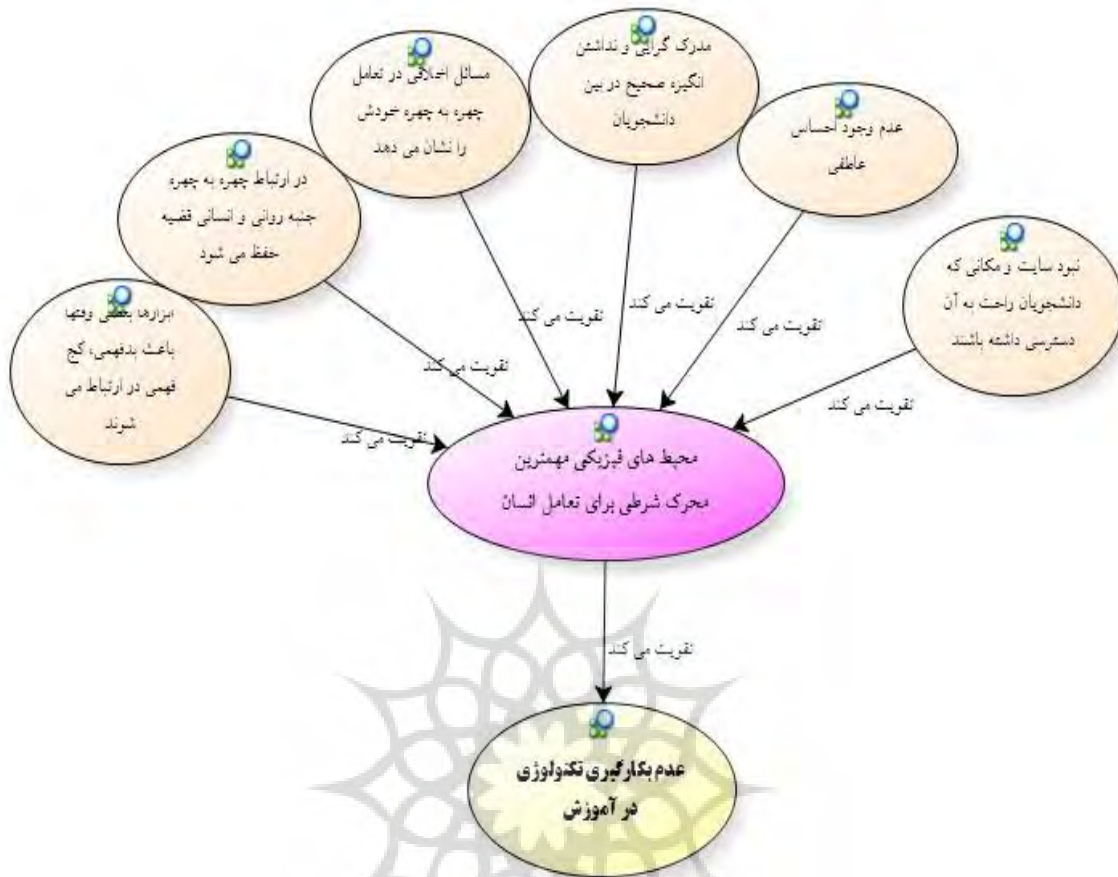 مدرک گرایی و نداشتن
انگیزه صحیح در بین
دانشجویان
مسائل اخلاقی در تعامل
چهره به چهره خودش
را نشان می دهد
عدم وجود احساس
عاطفی
در ارتباط چهره به چهره
جنبه روانی و انسانی قضیه
حفظ می شود
نبود سایت و مکانی که
دانشجویان راحت به آن
دسترسی داشته باشند
ابزارها بعضی وقتها
باعث بدفهمی، کج
فهمی در ارتباط می
شوند
تقویت می کند
تقویت می کند
تقویت می کند
تقویت می کند
تقویت می کند
تقویت می کند
محیط های فیزیکی مهمترین
محرک شرطی برای تعامل انسان
تقویت می کند
عدم بکارگیری تکنولوژی
در آموزش